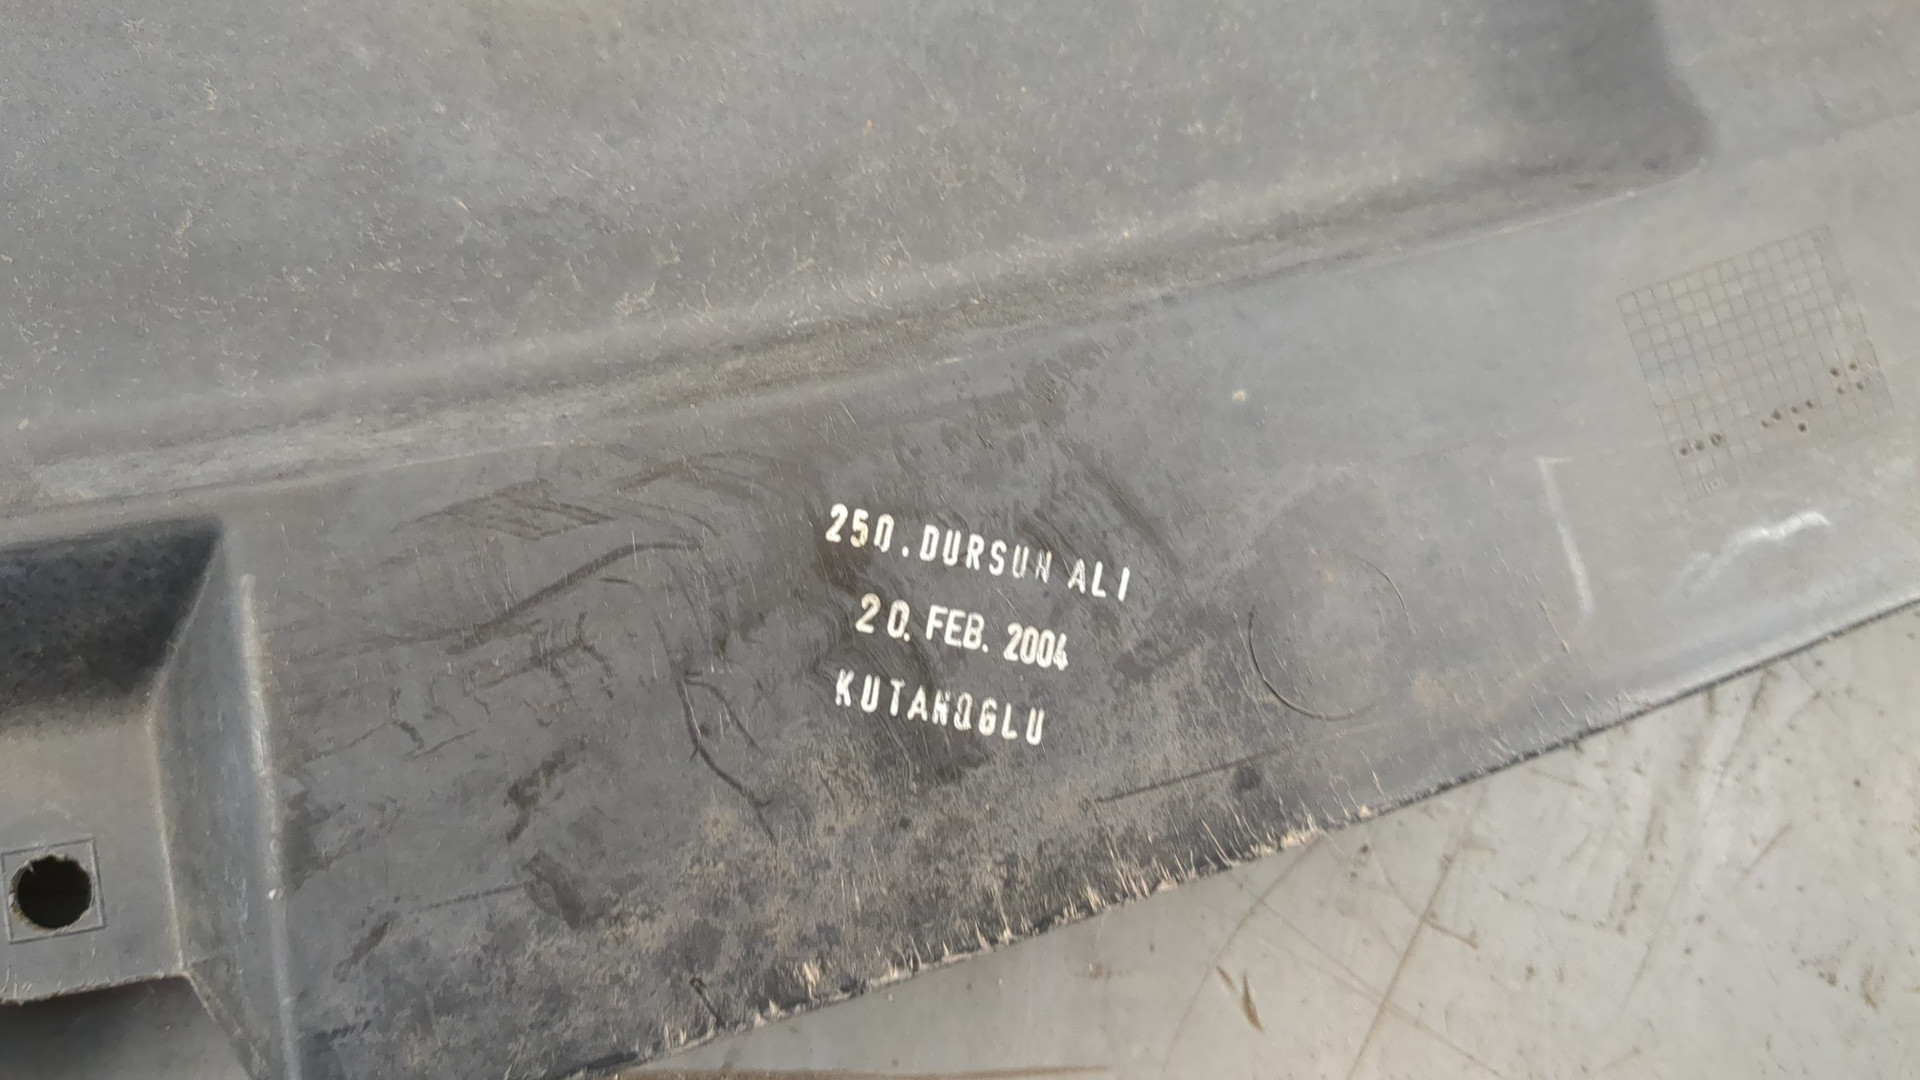 250.DURSUN ALI
20. FEB. 2004
KUTANOGLU